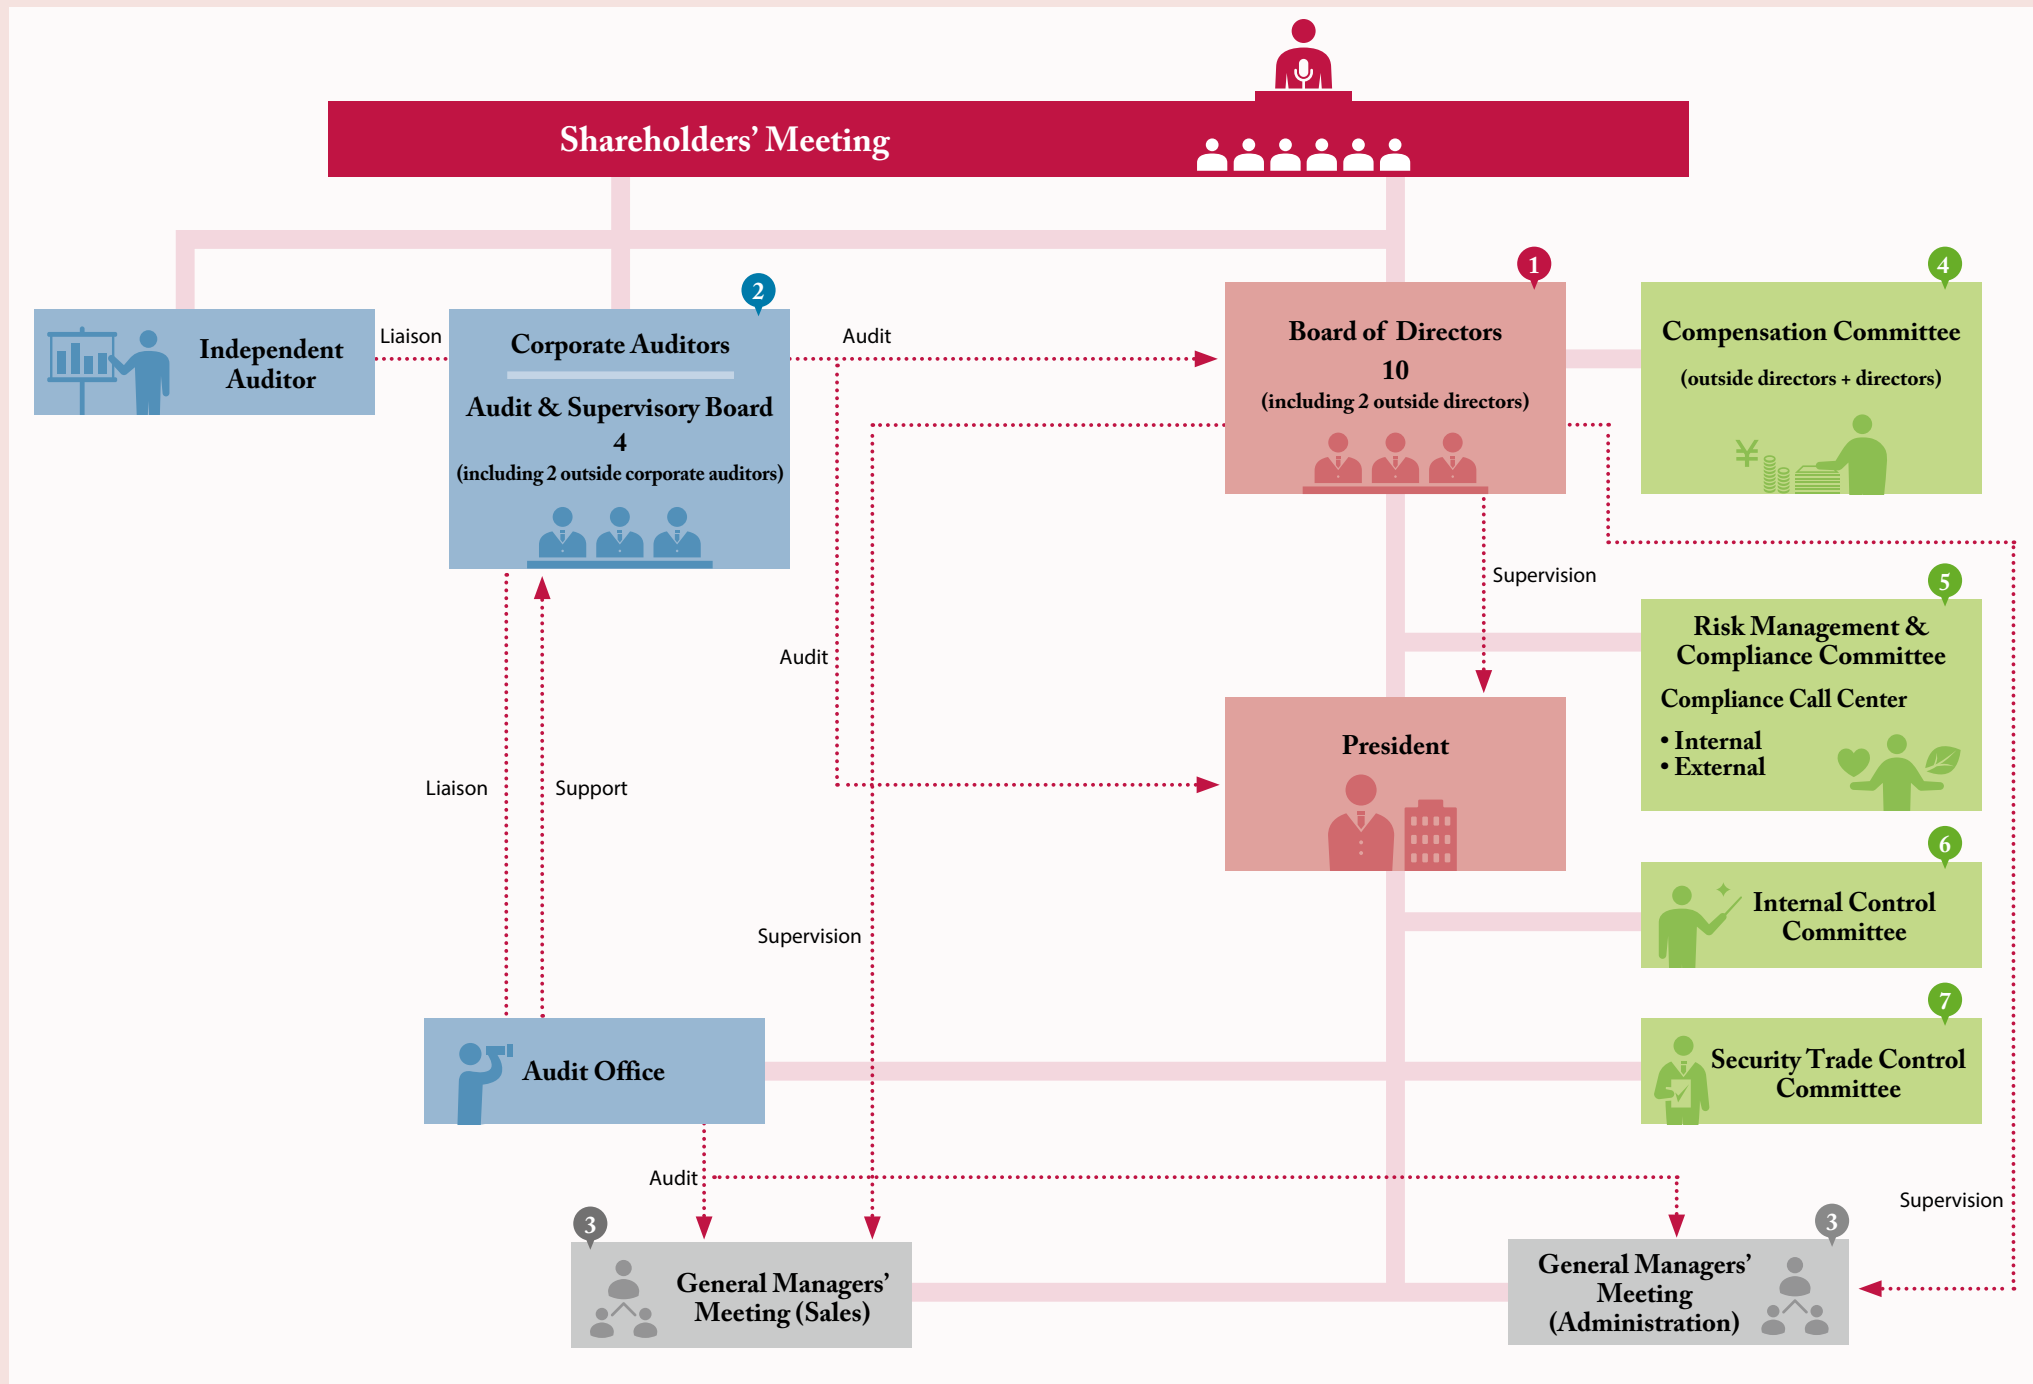 Shareholders’ Meeting
1
4
2
Independent
Auditor
Liaison
Corporate Auditors
Audit & Supervisory Board
4
(including 2 outside corporate auditors)
Audit
Board of Directors
10
(including 2 outside directors)
Compensation Committee
(outside directors + directors)
¥
Supervision
5
Risk Management &
Compliance Committee
Compliance Call Center
• Internal
• External
Audit
President
Liaison
Support
6
Internal Control
Committee
Supervision
7
Security Trade Control
Committee
Audit Office
Audit
Supervision
3
General Managers’
Meeting (Sales)
3
General Managers’
Meeting
(Administration)